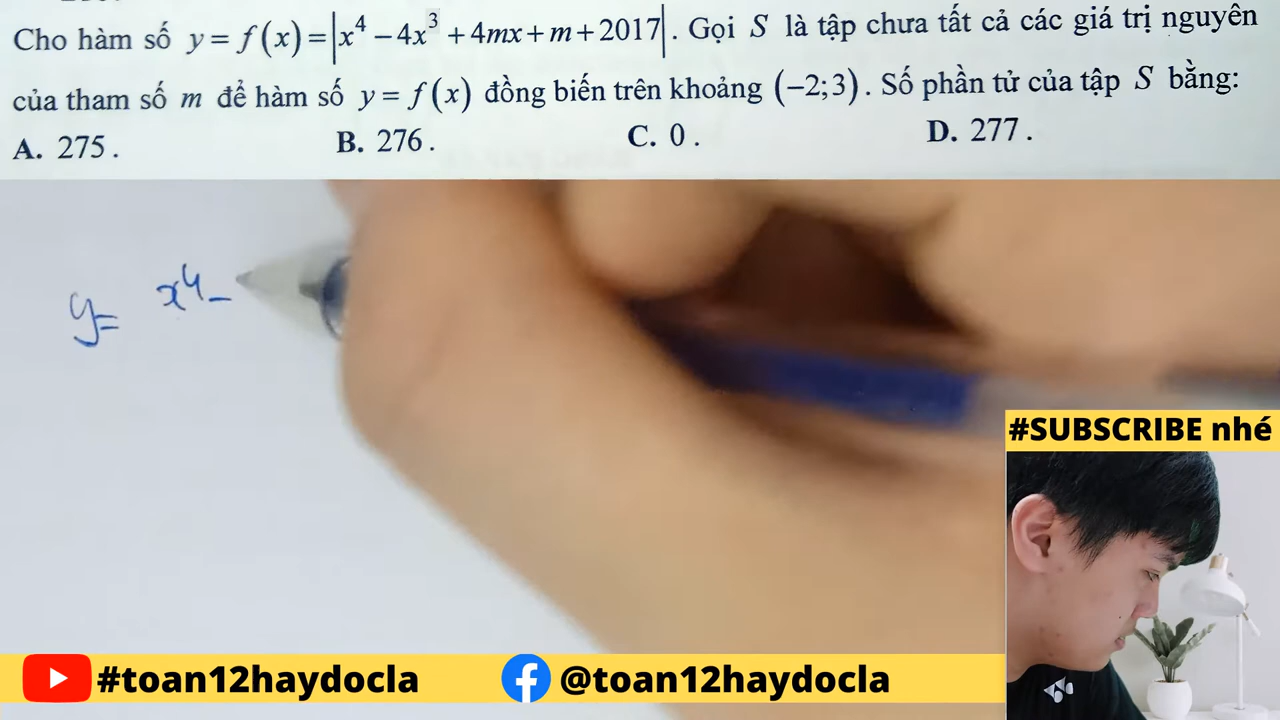 Cho hàm số y = f(x) = |x⁴ − 4x³ + 4mx + m + 2017|. Gọi S là tập chưa tất cả các giá trị nguyên
của tham số m để hàm số y = f(x) đồng biến trên khoảng (−2;3). Số phần tử của tập S bằng:
A. 275. B. 276. C. 0. D. 277.
y= x⁴−
#SUBSCRIBE nhé
#toan12haydocla @toan12haydocla